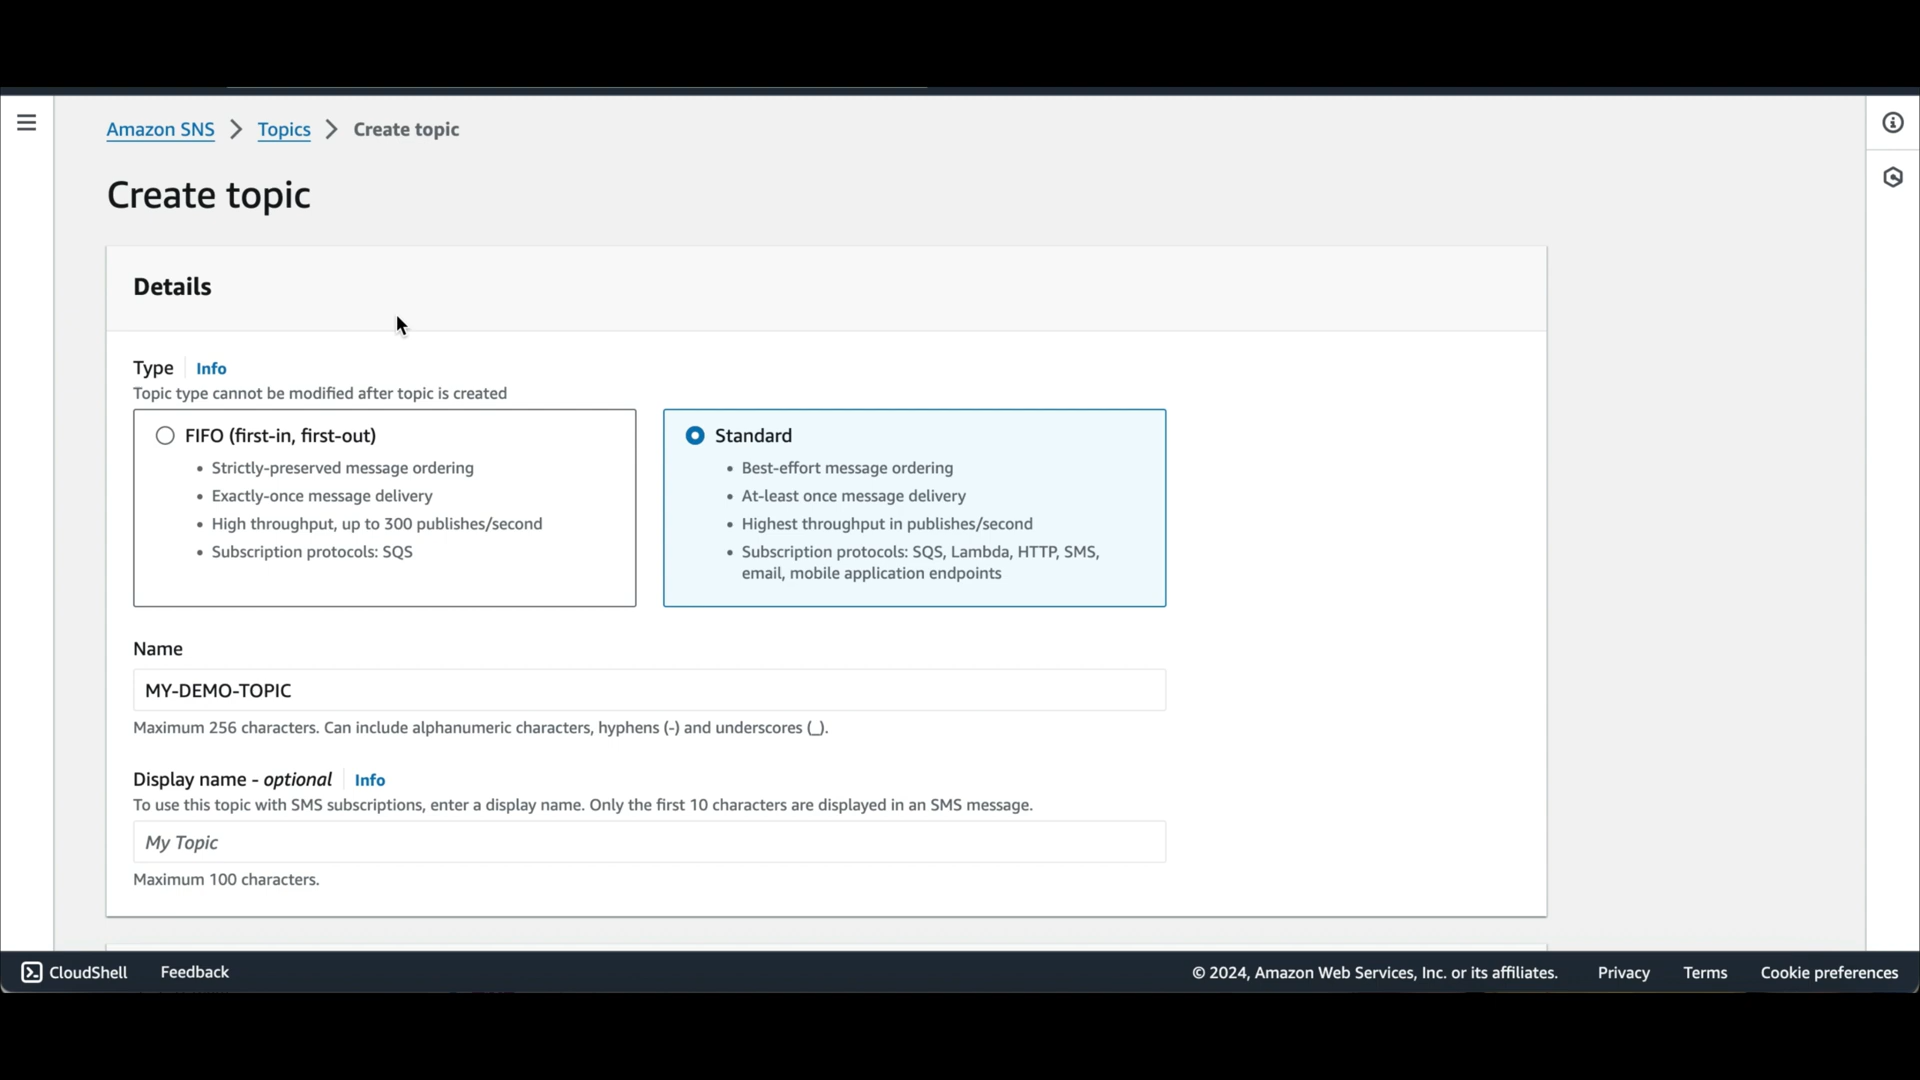 Amazon SNS > Topics > Create topic
Create topic
Details
Type Info
Topic type cannot be modified after topic is created
FIFO (first-in, first-out)
• Strictly-preserved message ordering
• Exactly-once message delivery
• High throughput, up to 300 publishes/second
• Subscription protocols: SQS
Standard
• Best-effort message ordering
• At-least once message delivery
• Highest throughput in publishes/second
• Subscription protocols: SQS, Lambda, HTTP, SMS,
email, mobile application endpoints
Name
MY-DEMO-TOPIC
Maximum 256 characters. Can include alphanumeric characters, hyphens (-) and underscores (_).
Display name - optional Info
To use this topic with SMS subscriptions, enter a display name. Only the first 10 characters are displayed in an SMS message.
My Topic
Maximum 100 characters.
CloudShell Feedback © 2024, Amazon Web Services, Inc. or its affiliates. Privacy Terms Cookie preferences